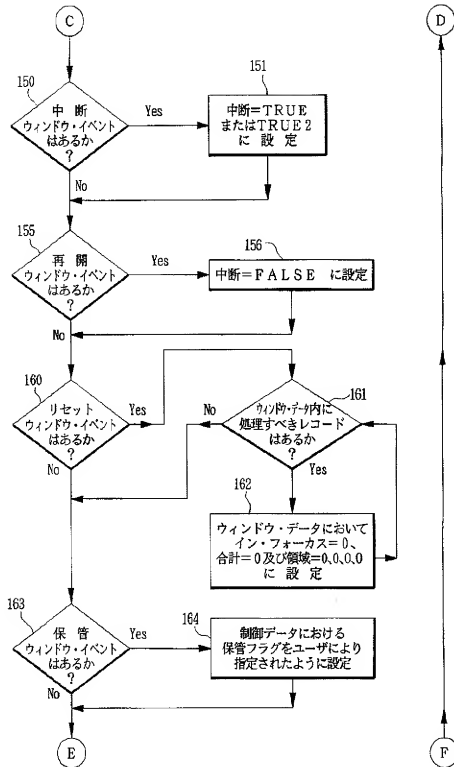 C
D
150
中断
ウィンドウ・イベント
はあるか
?
Yes
No
151
中断=TRUE
またはTRUE2
に設定
155
再開
ウィンドウ・イベント
はあるか
?
Yes
No
156
中断=FALSE に設定
160
リセット
ウィンドウ・イベント
はあるか
?
Yes
No
161
ウィンドウ・データ内に
処理すべきレコード
はあるか
?
No
Yes
162
ウィンドウ・データにおいて
イン・フォーカス=0、
合計=0及び領域=0,0,0,0
に設定
163
保管
ウィンドウ・イベント
はあるか
?
Yes
No
164
制御データにおける
保管フラグをユーザにより
指定されたように設定
E
F